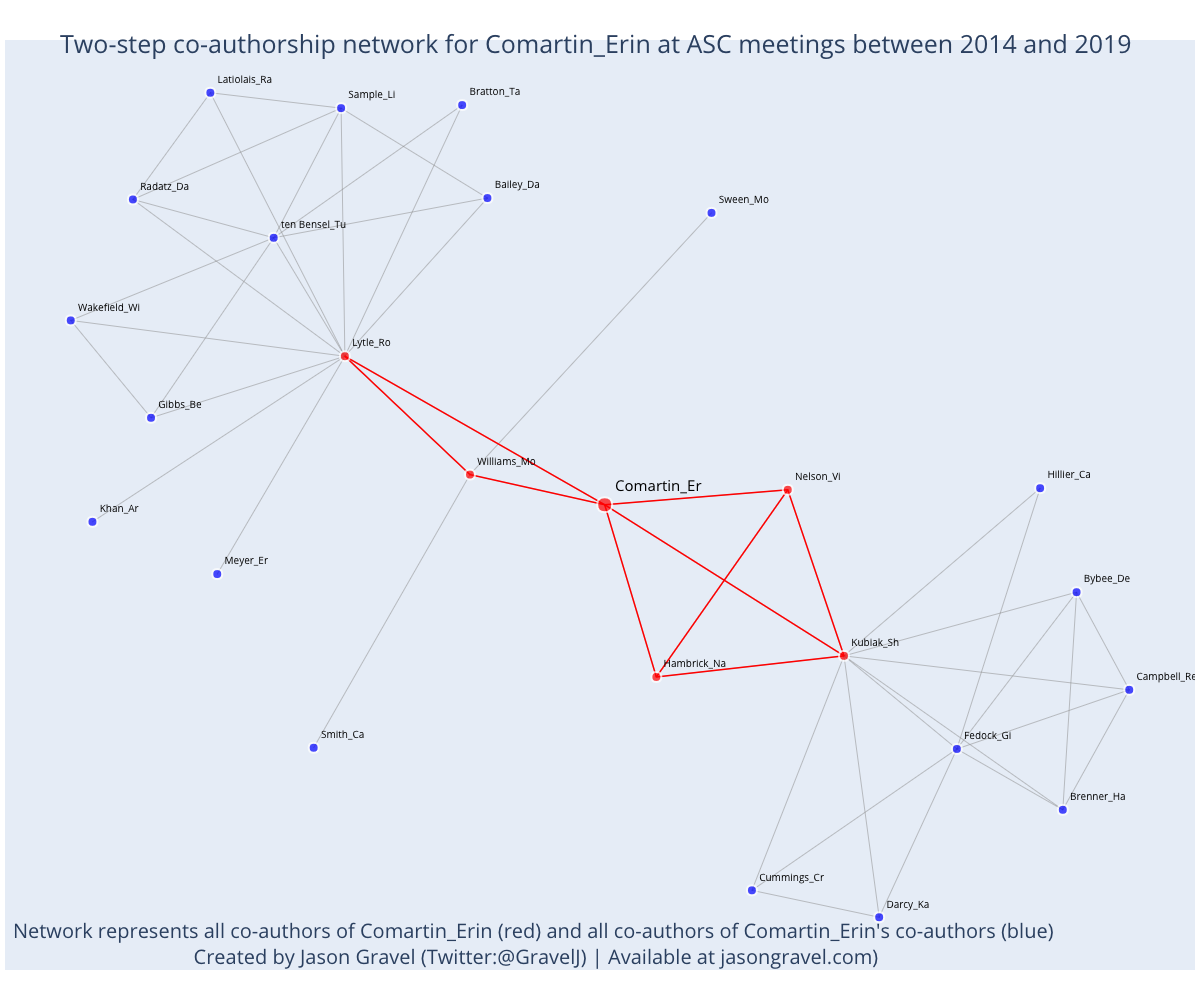 Two-step co-authorship network for Comartin_Erin at ASC meetings between 2014 and 2019
Latiolais_Ra
Sample_Li
Bratton_Ta
Radatz_Da
Bailey_Da
Sween_Mo
ten Bensel_Tu
Wakefield_Wi
Lytle_Ro
Gibbs_Be
Williams_Mo
Comartin_Er
Nelson_Vi
Hillier_Ca
Khan_Ar
Meyer_Er
Bybee_De
Kubiak_Sh
Hambrick_Na
Campbell_Re
Smith_Ca
Fedock_Gi
Brenner_Ha
Cummings_Cr
Darcy_Ka
Network represents all co-authors of Comartin_Erin (red) and all co-authors of Comartin_Erin's co-authors (blue)
Created by Jason Gravel (Twitter:@GravelJ) | Available at jasongravel.com)